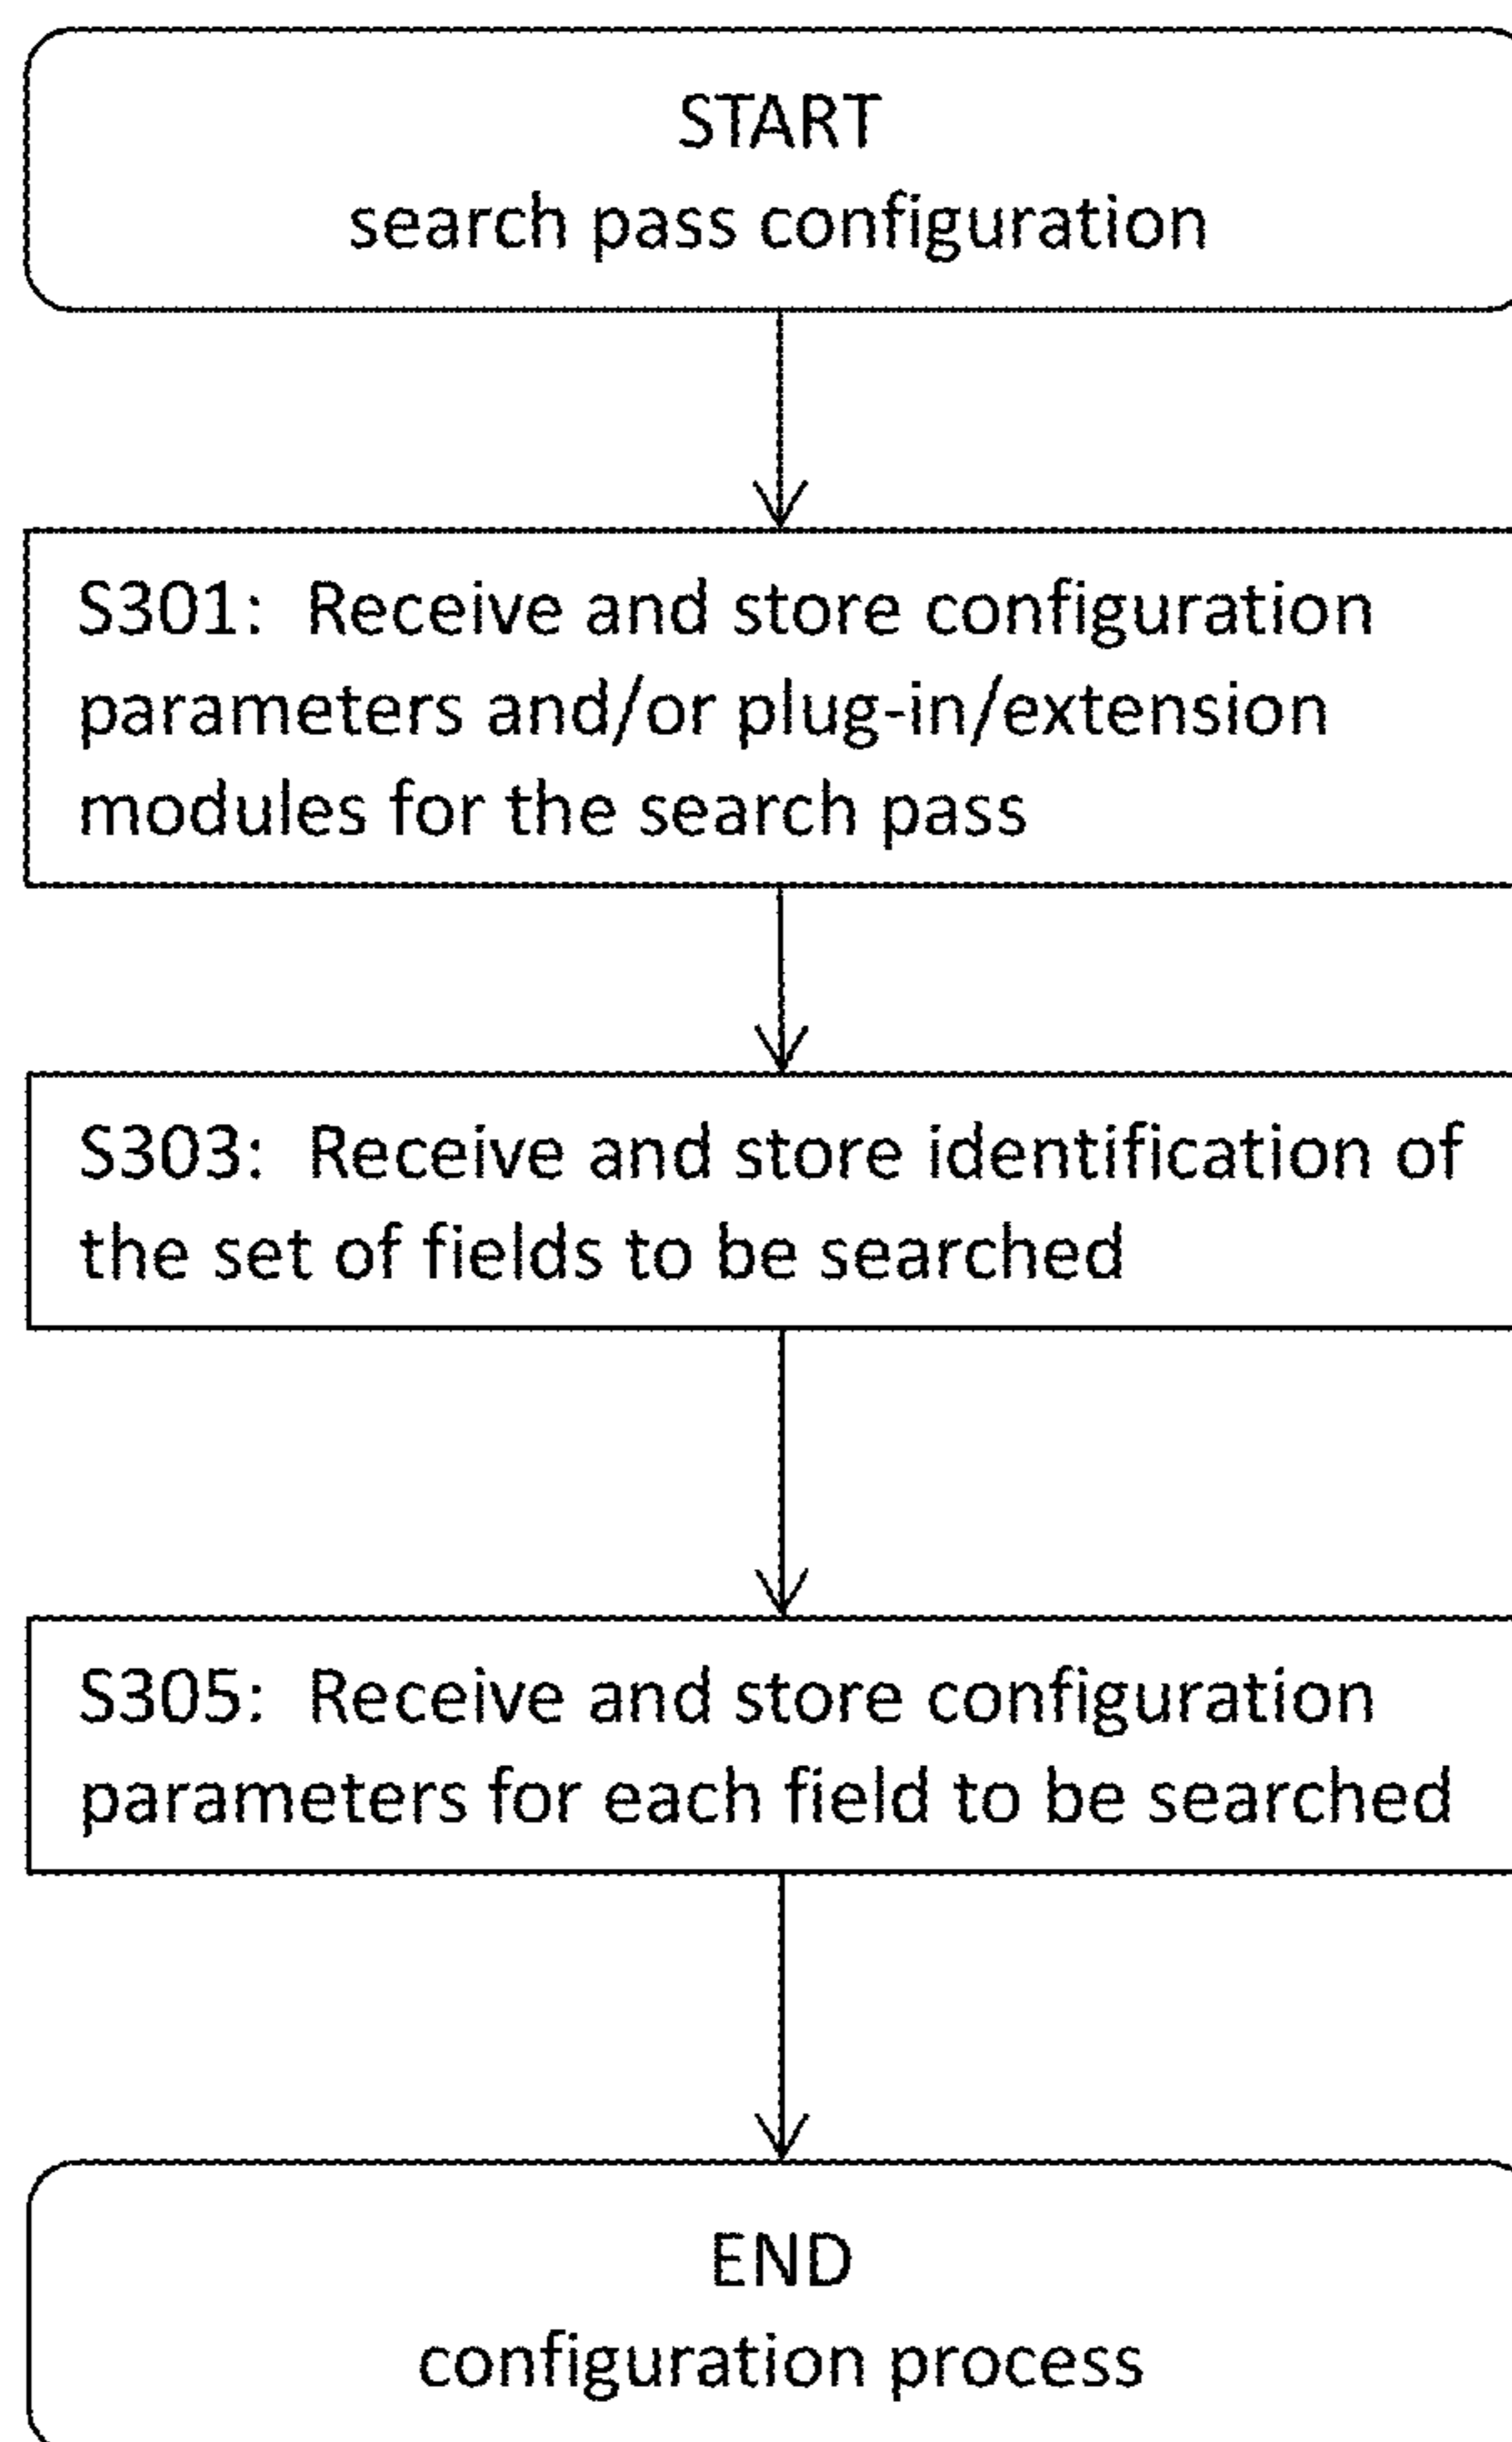 START
search pass configuration
S301: Receive and store configuration
parameters and/or plug-in/extension
modules for the search pass
S303: Receive and store identification of
the set of fields to be searched
S305: Receive and store configuration
parameters for each field to be searched
END
configuration process